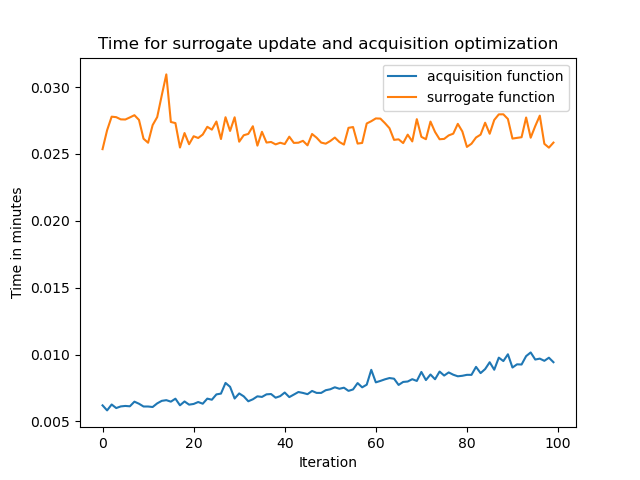 Time for surrogate update and acquisition optimization
acquisition function
surrogate function
0.030
0.025
0.020
0.015
0.010
0.005
Time in minutes
0 20 40 60 80 100
Iteration